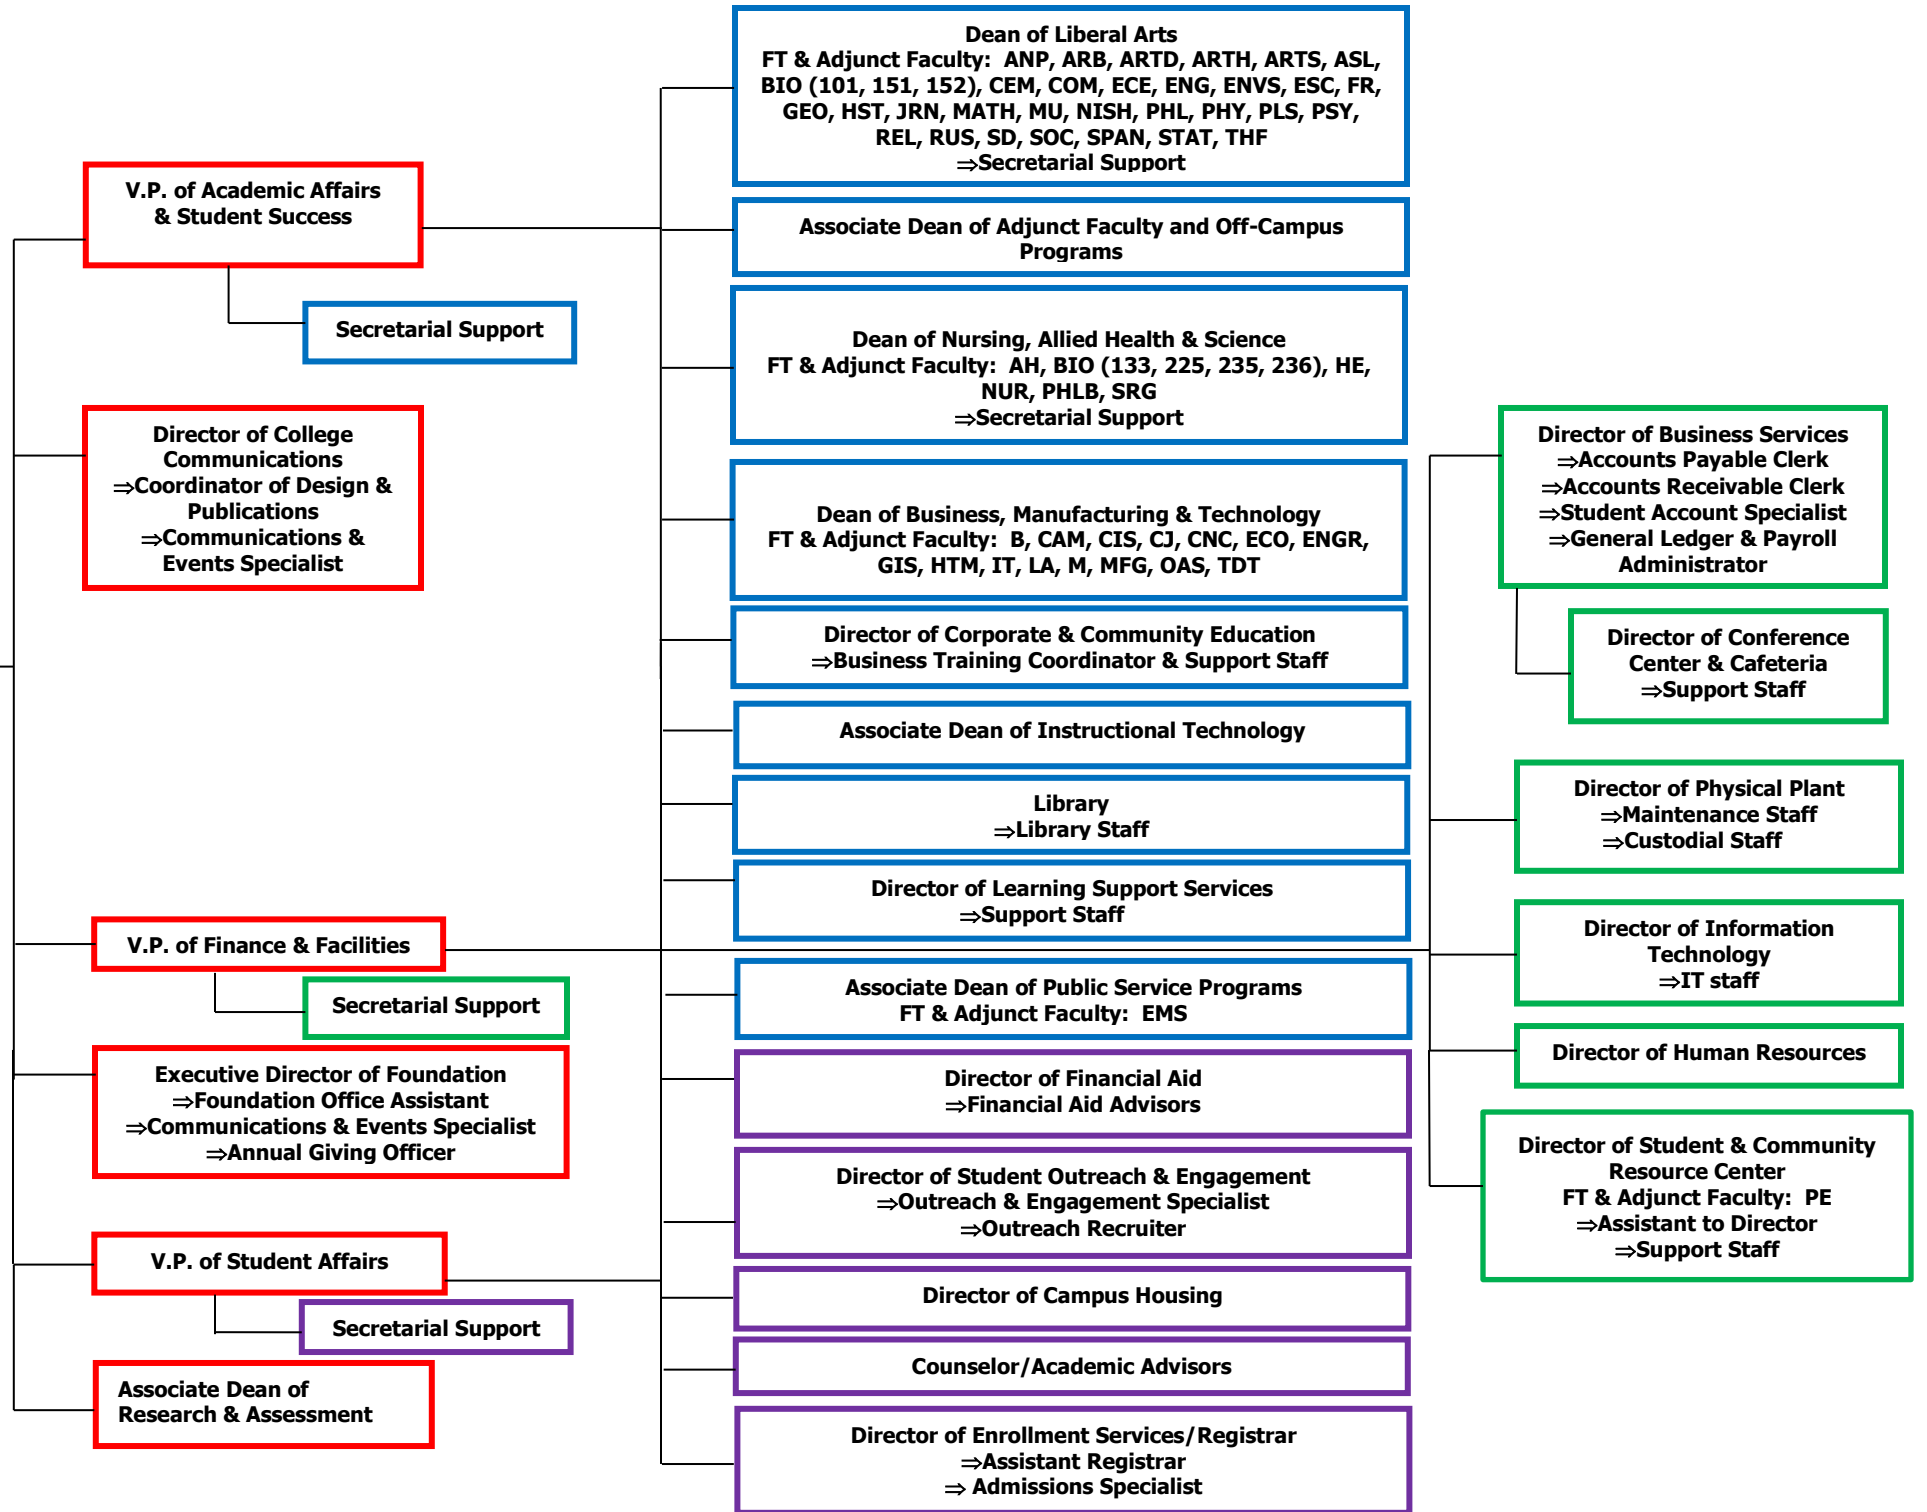 V.P. of Academic Affairs
& Student Success
Secretarial Support
Director of College
Communications
⇒Coordinator of Design &
Publications
⇒Communications &
Events Specialist
V.P. of Finance & Facilities
Secretarial Support
Executive Director of Foundation
⇒Foundation Office Assistant
⇒Communications & Events Specialist
⇒Annual Giving Officer
V.P. of Student Affairs
Secretarial Support
Associate Dean of
Research & Assessment
Dean of Liberal Arts
FT & Adjunct Faculty: ANP, ARB, ARTD, ARTH, ARTS, ASL,
BIO (101, 151, 152), CEM, COM, ECE, ENG, ENVS, ESC, FR,
GEO, HST, JRN, MATH, MU, NISH, PHL, PHY, PLS, PSY,
REL, RUS, SD, SOC, SPAN, STAT, THF
⇒Secretarial Support
Associate Dean of Adjunct Faculty and Off-Campus
Programs
Dean of Nursing, Allied Health & Science
FT & Adjunct Faculty: AH, BIO (133, 225, 235, 236), HE,
NUR, PHLB, SRG
⇒Secretarial Support
Dean of Business, Manufacturing & Technology
FT & Adjunct Faculty: B, CAM, CIS, CJ, CNC, ECO, ENGR,
GIS, HTM, IT, LA, M, MFG, OAS, TDT
Director of Corporate & Community Education
⇒Business Training Coordinator & Support Staff
Associate Dean of Instructional Technology
Library
⇒Library Staff
Director of Learning Support Services
⇒Support Staff
Associate Dean of Public Service Programs
FT & Adjunct Faculty: EMS
Director of Financial Aid
⇒Financial Aid Advisors
Director of Student Outreach & Engagement
⇒Outreach & Engagement Specialist
⇒Outreach Recruiter
Director of Campus Housing
Counselor/Academic Advisors
Director of Enrollment Services/Registrar
⇒Assistant Registrar
⇒ Admissions Specialist
Director of Business Services
⇒Accounts Payable Clerk
⇒Accounts Receivable Clerk
⇒Student Account Specialist
⇒General Ledger & Payroll
Administrator
Director of Conference
Center & Cafeteria
⇒Support Staff
Director of Physical Plant
⇒Maintenance Staff
⇒Custodial Staff
Director of Information
Technology
⇒IT staff
Director of Human Resources
Director of Student & Community
Resource Center
FT & Adjunct Faculty: PE
⇒Assistant to Director
⇒Support Staff